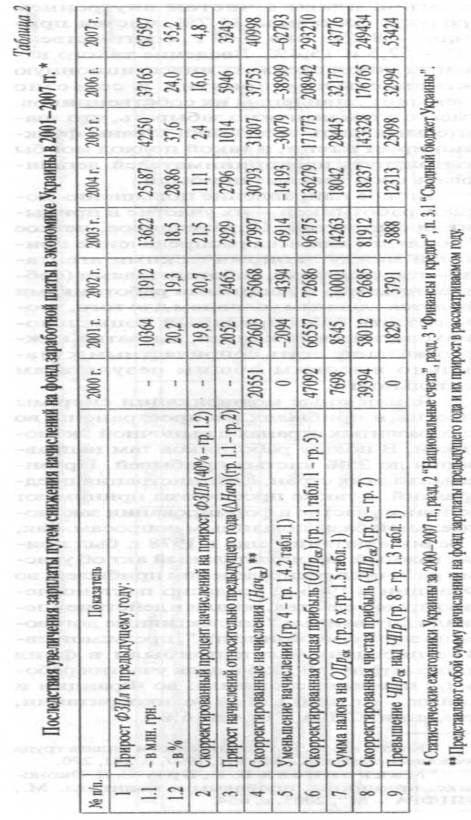 Таблица 2
Последствия увеличения зарплаты путем снижения начислений на фонд заработной платы в экономике Украины в 2001–2007 гг. *
№ п/п. Показатель 2000 г. 2001г. 2002 г. 2003 г. 2004 г. 2005 г. 2006 г. 2007г.
1 Прирост ФЗПл к предыдущему году:
1.1 – в млн. грн – 10364 11912 13622 25187 42250 37165 67597
1.2 – в % – 20,2 19,3 18,5 28,86 37,6 24,0 35,2
2 Скорректированный процент начислений на прирост ФЗПл (40% – гр. 1.2) 19,8 20,7 21,5 11,1 2,4 16,0 4,8
3 Прирост начислений относительно предыдущего года (ΔНач) (гр. 1.1 – гр. 2) 2052 2465 2929 2796 1014 5946 3245
4 Скорректированные начисления (Нач ск) ** 20551 22603 25068 27997 30793 31807 37753 40998
5 Уменьшение начислений (гр. 4 – гр. 1.4.2 табл. 1) 0 –2094 –4394 –6914 –14193 –30079 –38999 –62793
6 Скорректированная общая прибыль (ОПр ск) (гр. 1.1 табл. 1 – гр. 5) 47092 66557 72686 96175 136279 171773 208942 293210
7 Сумма налога на ОПр ск (гр. 6 х гр. 1.5 табл. 1) 7698 8545 10001 14263 18042 28445 32177 43776
8 Скорректированная чистая прибыль (ЧПр ск) (гр. 6 – гр. 7) 39394 58012 62685 81912 118237 143328 176765 249434
9 Превышение ЧПр ск над ЧПр (гр. 8 – гр. 1.3 табл. 1) 0 1829 3791 5888 12313 25098 32994 53424
* Статистические ежегодники Украины за 2000–2007 гг., разд. 2 "Национальные счета", разд. 3 "Финансы и кредит", п. 3.1 "Сводный бюджет Украины".
** Представляют собой сумму начислений на фонд зарплаты предыдущего года и их прирост в рассматриваемом году.